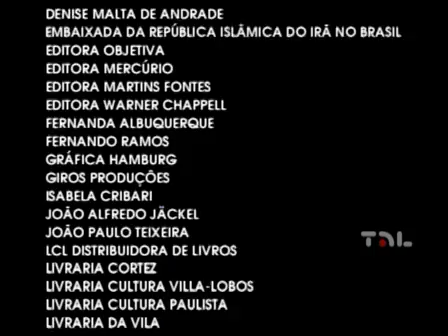 DENISE MALTA DE ANDRADE
EMBAIXADA DA REPÚBLICA ISLÂMICA DO IRÃ NO BRASIL
EDITORA OBJETIVA
EDITORA MERCÚRIO
EDITORA MARTINS FONTES
EDITORA WARNER CHAPPELL
FERNANDA ALBUQUERQUE
FERNANDO RAMOS
GRÁFICA HAMBURG
GIROS PRODUÇÕES
ISABELA CRIBARI
JOÃO ALFREDO JÄCKEL
JOÃO PAULO TEIXEIRA
LCL DISTRIBUIDORA DE LIVROS
LIVRARIA CORTEZ
LIVRARIA CULTURA VILLA-LOBOS
LIVRARIA CULTURA PAULISTA
LIVRARIA DA VILA